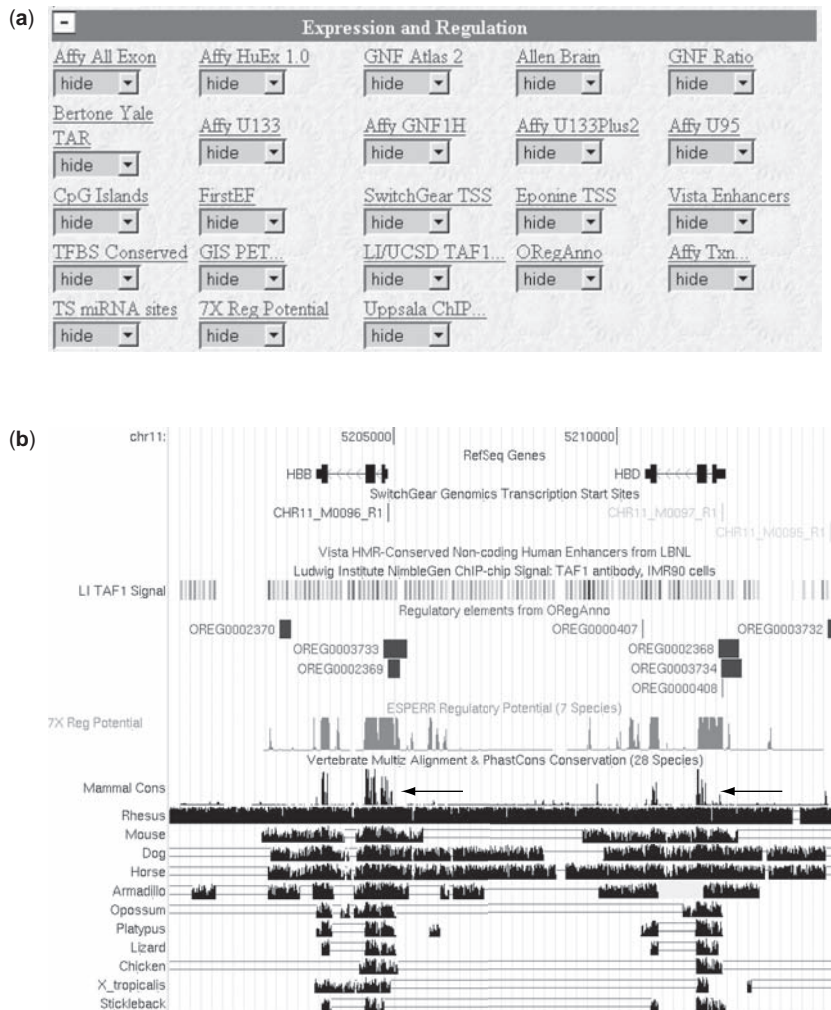 (a)
Expression and Regulation
Affy All Exon Affy HuEx 1.0 GNF Atlas 2 Allen Brain GNF Ratio
hide hide hide hide hide
Bertone Yale
TAR Affy U133 Affy GNF1H Affy U133Plus2 Affy U95
hide hide hide hide hide
CpG Islands FirstEF SwitchGear TSS Eponine TSS Vista Enhancers
hide hide hide hide hide
TFBS Conserved GIS PET... LI/UCSD TAF1... ORegAnno Affy Txn...
hide hide hide hide hide
TS miRNA sites 7X Reg Potential Uppsala ChIP...
hide hide hide
(b)
chr11: 5205000 5210000
RefSeq Genes
HBB HBD
SwitchGear Genomics Transcription Start Sites
CHR11_M0096_R1 CHR11_M0097_R1
CHR11_M0095_R1
Vista HMR-Conserved Non-coding Human Enhancers from LBNL
Ludwig Institute NimbleGen ChIP-chip Signal: TAF1 antibody, IMR90 cells
LI TAF1 Signal
Regulatory elements from ORegAnno
OREG0002370 OREG0000407 OREG0003732
OREG0003733 OREG0002368
OREG0002369 OREG0003734
OREG0000408
ESPERR Regulatory Potential (7 Species)
7X Reg Potential
Vertebrate Multiz Alignment & PhastCons Conservation (28 Species)
Mammal Cons
Rhesus
Mouse
Dog
Horse
Armadillo
Opossum
Platypus
Lizard
Chicken
X_tropicalis
Stickleback